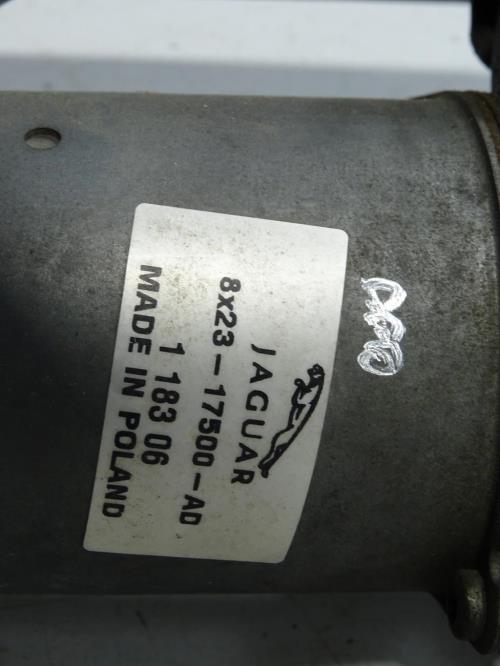 JAGUAR
8x23-17500-AD
1 183 06
MADE IN POLAND